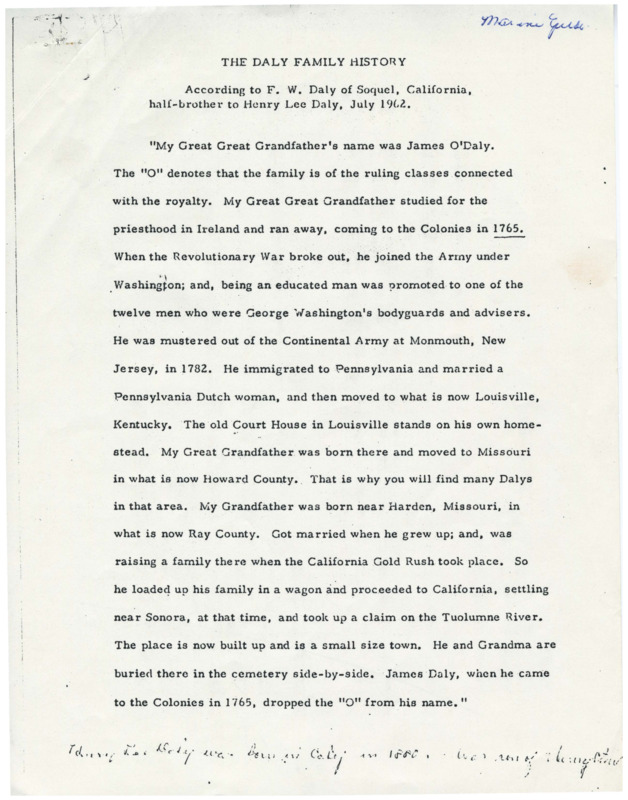 THE DALY FAMILY HISTORY
According to F. W. Daly of Soquel, California,
half-brother to Henry Lee Daly, July 1962.
"My Great Great Grandfather's name was James O'Daly.
The "O" denotes that the family is of the ruling classes connected
with the royalty. My Great Great Grandfather studied for the
priesthood in Ireland and ran away, coming to the Colonies in 1765.
When the Revolutionary War broke out, he joined the Army under
Washington; and, being an educated man was promoted to one of the
twelve men who were George Washington's bodyguards and advisers.
He was mustered out of the Continental Army at Monmouth, New
Jersey, in 1782. He immigrated to Pennsylvania and married a
Pennsylvania Dutch woman, and then moved to what is now Louisville,
Kentucky. The old Court House in Louisville stands on his own home-
stead. My Great Grandfather was born there and moved to Missouri
in what is now Howard County. That is why you will find many Dalys
in that area. My Grandfather was born near Harden, Missouri, in
what is now Ray County. Got married when he grew up; and, was
raising a family there when the California Gold Rush took place. So
he loaded up his family in a wagon and proceeded to California, settling
near Sonora, at that time, and took up a claim on the Tuolumne River.
The place is now built up and is a small size town. He and Grandma are
buried there in the cemetery side-by-side. James Daly, when he came
to the Colonies in 1765, dropped the "O" from his name."
Henry Lee Daly was born in Calif in 1880 was son of